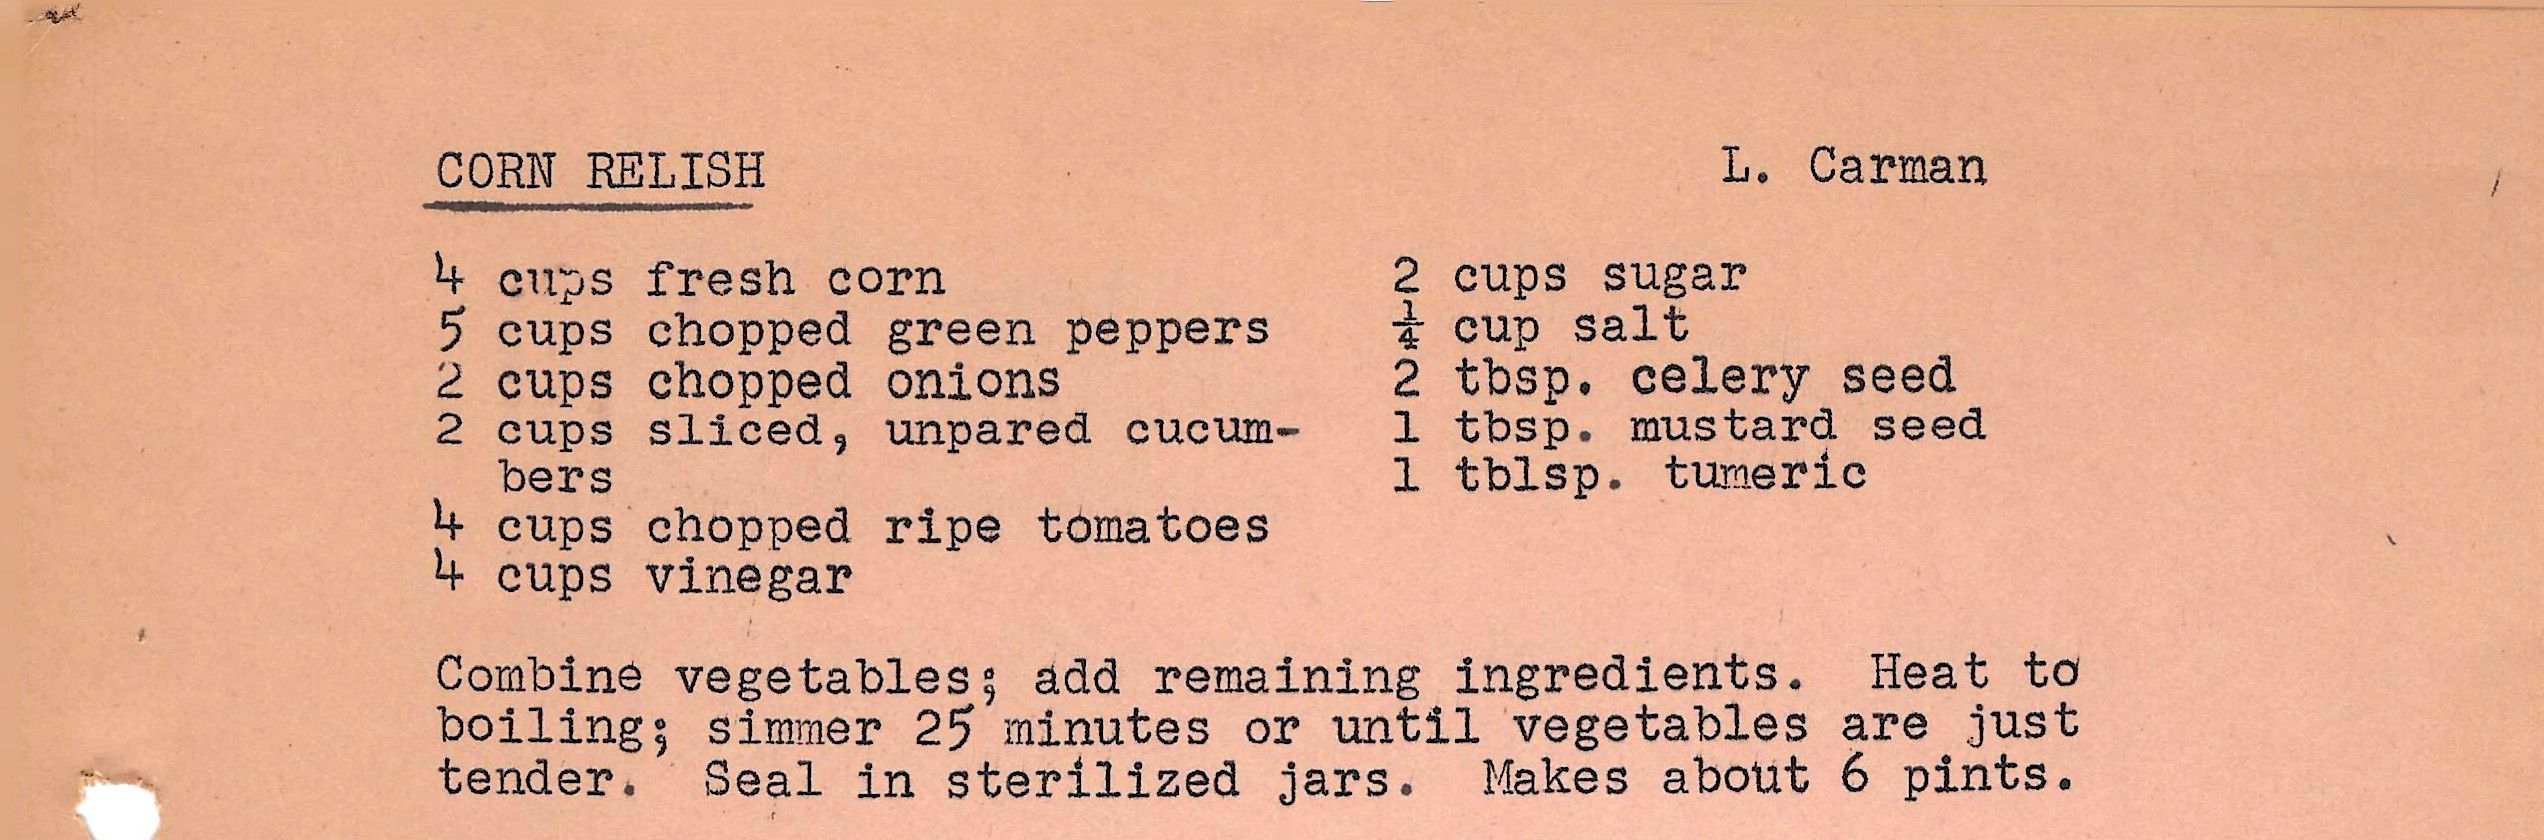 CORN RELISH L. Carman
4 cups fresh corn
5 cups chopped green peppers
2 cups chopped onions
2 cups sliced, unpared cucum-
bers
4 cups chopped ripe tomatoes
4 cups vinegar
2 cups sugar
¼ cup salt
2 tbsp. celery seed
1 tbsp. mustard seed
1 tblsp. tumeric
Combine vegetables; add remaining ingredients. Heat to
boiling; simmer 25 minutes or until vegetables are just
tender. Seal in sterilized jars. Makes about 6 pints.